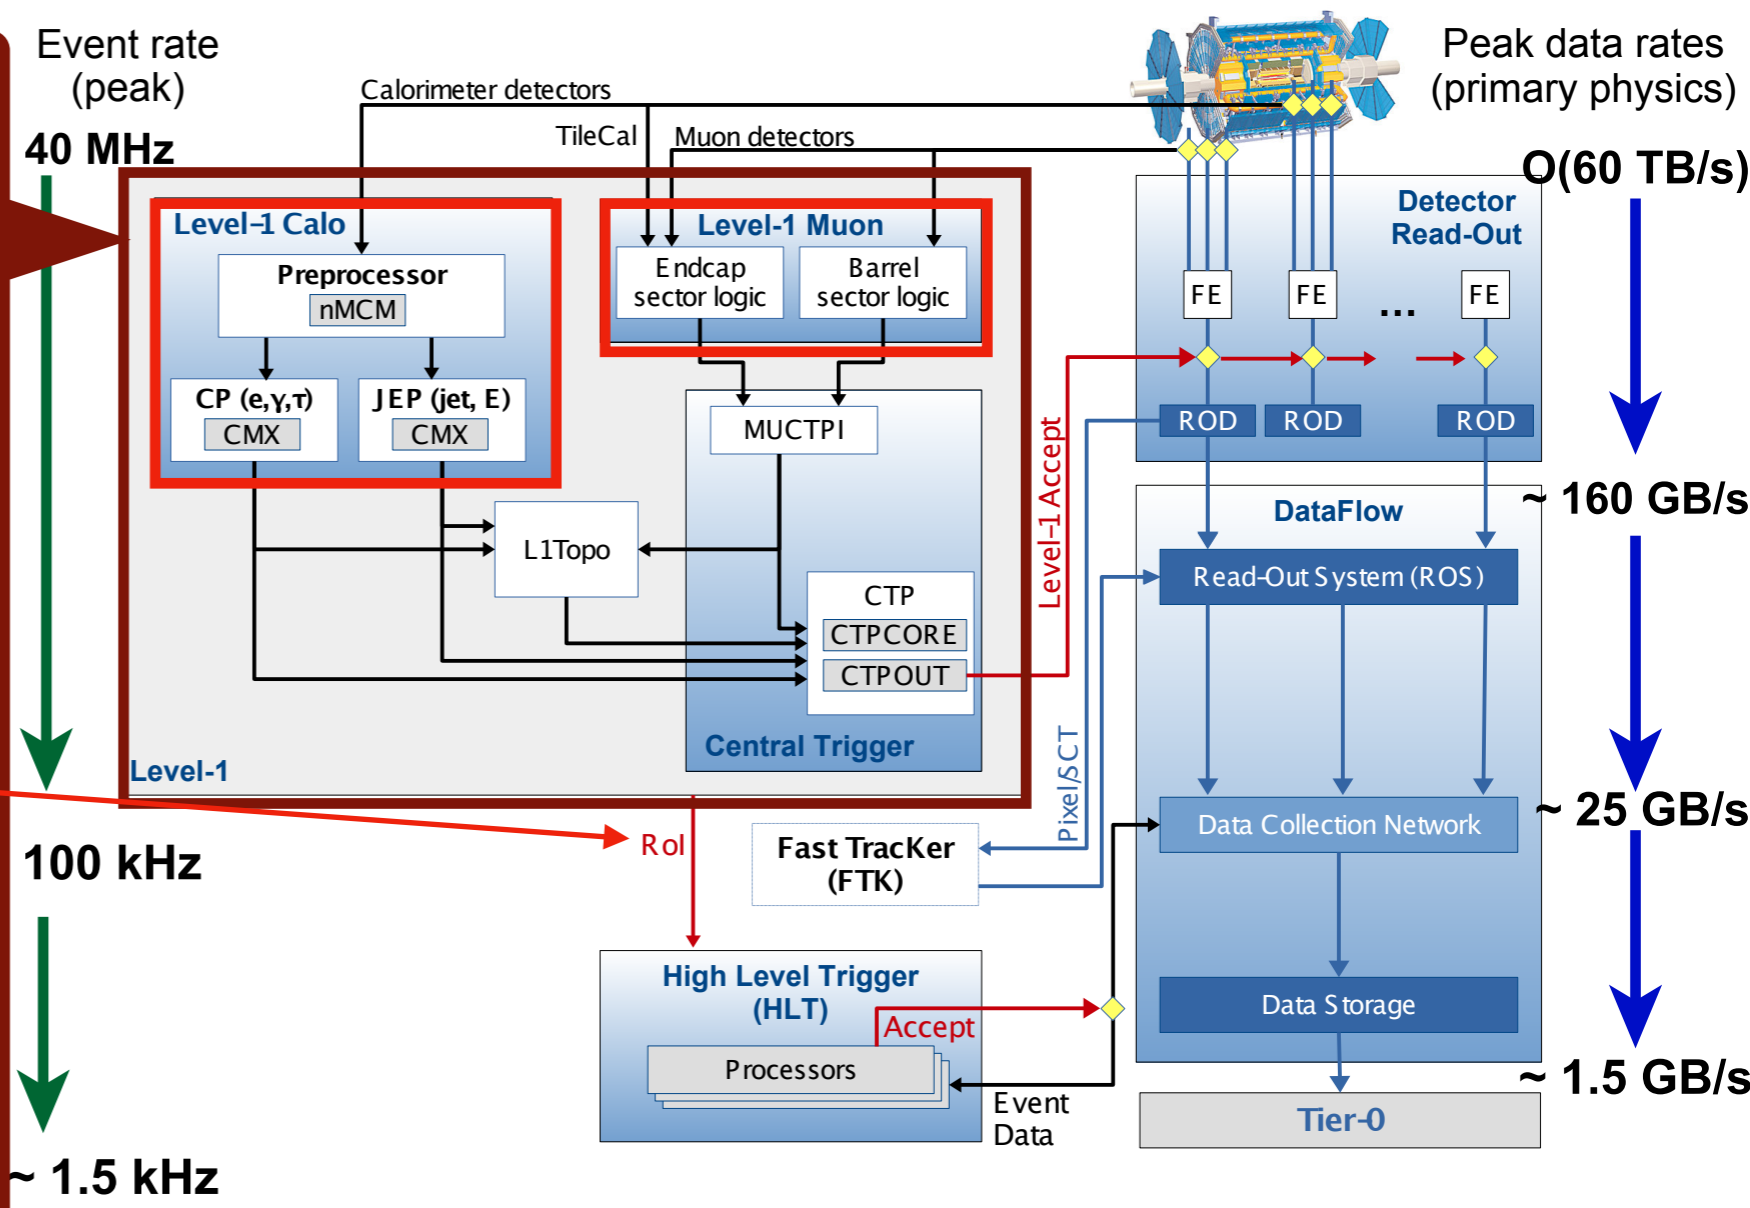 Event rate
(peak)
40 MHz
100 kHz
~ 1.5 kHz
Calorimeter detectors
TileCal
Muon detectors
Level-1 Calo
Preprocessor
nMCM
CP (e,γ,τ)
CMX
JEP (jet, E)
CMX
Level-1 Muon
Endcap
sector logic
Barrel
sector logic
MUCTPI
L1Topo
CTP
CTPCORE
CTPOUT
Central Trigger
Level-1
Level-1 Accept
RoI
Pixel/SCT
Fast TracKer
(FTK)
High Level Trigger
(HLT)
Accept
Processors
Event
Data
Peak data rates
(primary physics)
O(60 TB/s)
~ 160 GB/s
~ 25 GB/s
~ 1.5 GB/s
Detector
Read-Out
FE
FE
...
FE
ROD
ROD
ROD
DataFlow
Read-Out System (ROS)
Data Collection Network
Data Storage
Tier-0